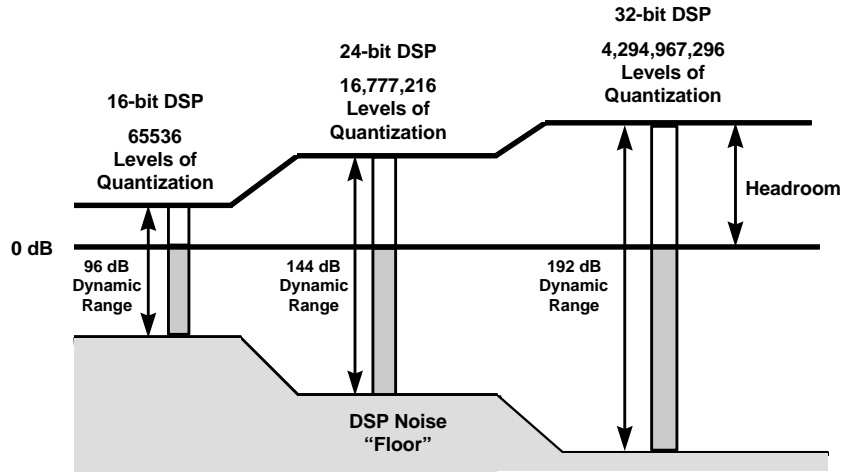 16-bit DSP
65536
Levels of
Quantization
24-bit DSP
16,777,216
Levels of
Quantization
32-bit DSP
4,294,967,296
Levels of
Quantization
Headroom
0 dB
96 dB
Dynamic
Range
144 dB
Dynamic
Range
192 dB
Dynamic
Range
DSP Noise
“Floor”